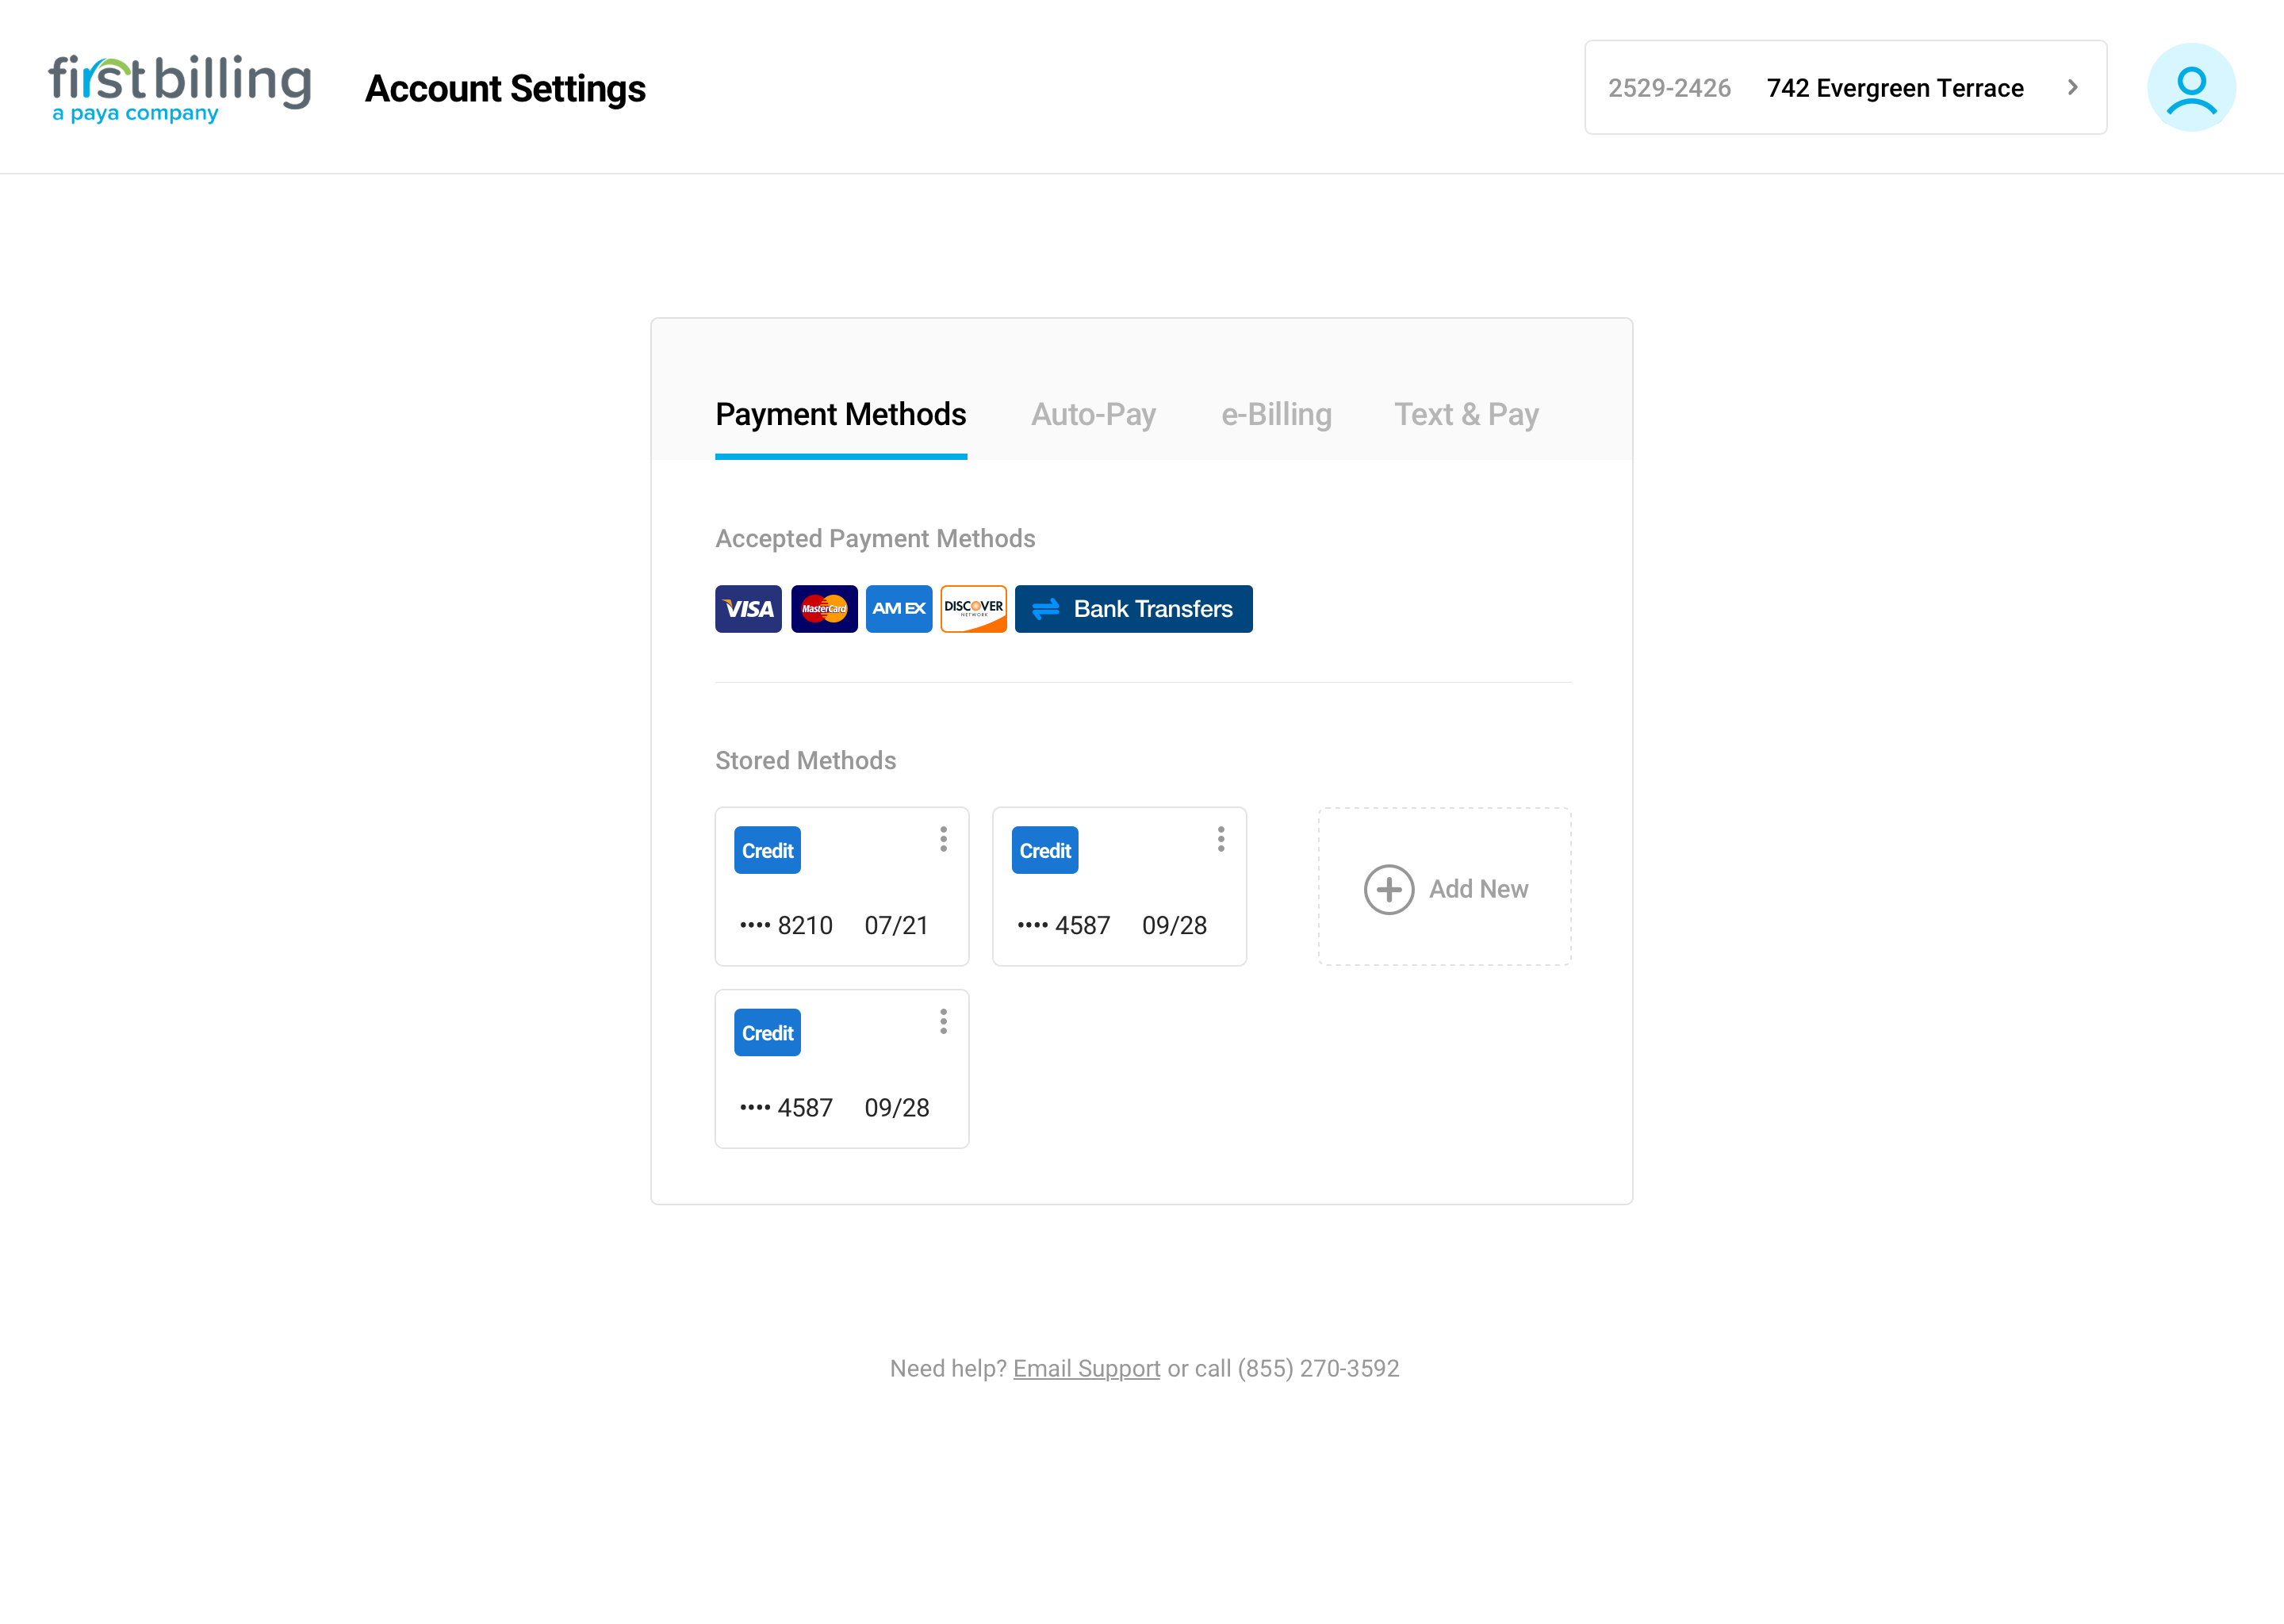 firstbilling
a paya company
Account Settings
2529-2426 742 Evergreen Terrace
Payment Methods Auto-Pay e-Billing Text & Pay
Accepted Payment Methods
VISA MasterCard AM EX DISCOVER NETWORK Bank Transfers
Stored Methods
Credit Credit
•••• 8210 07/21 •••• 4587 09/28 Add New
Credit
•••• 4587 09/28
Need help? Email Support or call (855) 270-3592